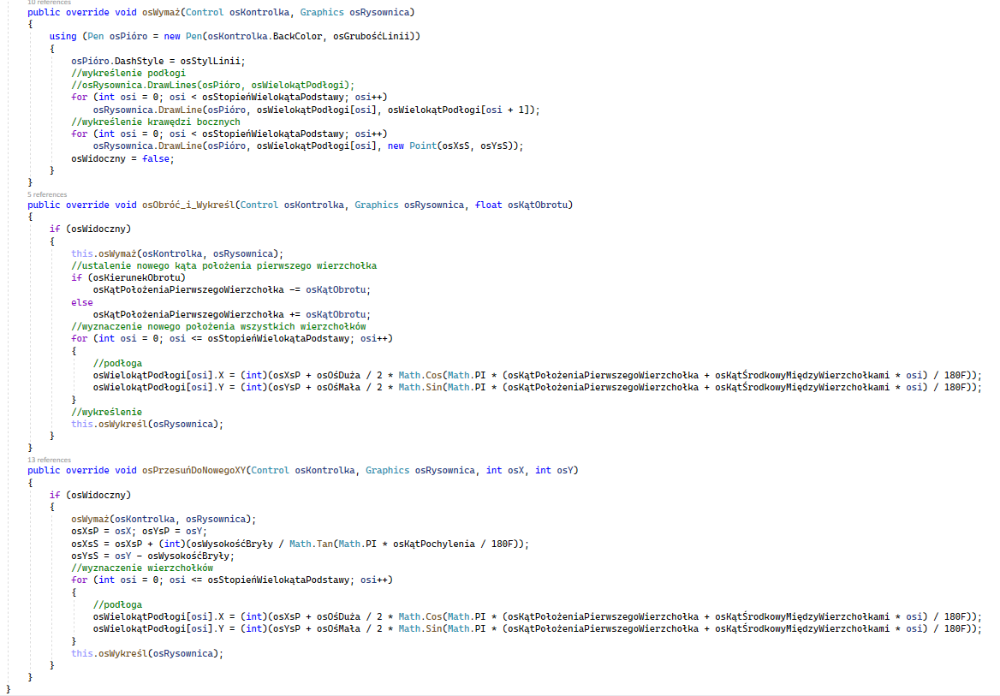 10 references
public override void osWymaż(Control osKontrolka, Graphics osRysownica)
{
using (Pen osPióro = new Pen(osKontrolka.BackColor, osGrubośćLinii))
{
osPióro.DashStyle = osStylLinii;
//wykreślenie podłogi
//osRysownica.DrawLines(osPióro, osWielokątPodłogi);
for (int osi = 0; osi < osStopieńWielokątaPodstawy; osi++)
osRysownica.DrawLine(osPióro, osWielokątPodłogi[osi], osWielokątPodłogi[osi + 1]);
//wykreślenie krawędzi bocznych
for (int osi = 0; osi < osStopieńWielokątaPodstawy; osi++)
osRysownica.DrawLine(osPióro, osWielokątPodłogi[osi], new Point(osXsS, osYsS));
osWidoczny = false;
}
}
5 references
public override void osObróć_i_Wykreśl(Control osKontrolka, Graphics osRysownica, float osKątObrotu)
{
if (osWidoczny)
{
this.osWymaż(osKontrolka, osRysownica);
//ustalenie nowego kąta położenia pierwszego wierzchołka
if (osKierunekObrotu)
osKątPołożeniaPierwszegoWierzchołka -= osKątObrotu;
else
osKątPołożeniaPierwszegoWierzchołka += osKątObrotu;
//wyznaczenie nowego położenia wszystkich wierzchołków
for (int osi = 0; osi <= osStopieńWielokątaPodstawy; osi++)
{
//podłoga
osWielokątPodłogi[osi].X = (int)(osXsP + osOśDuża / 2 * Math.Cos(Math.PI * (osKątPołożeniaPierwszegoWierzchołka + osKątŚrodkowyMiędzyWierzchołkami * osi) / 180F));
osWielokątPodłogi[osi].Y = (int)(osYsP + osOśMała / 2 * Math.Sin(Math.PI * (osKątPołożeniaPierwszegoWierzchołka + osKątŚrodkowyMiędzyWierzchołkami * osi) / 180F));
}
//wykreślenie
this.osWykreśl(osRysownica);
}
}
13 references
public override void osPrzesuńDoNowegoXY(Control osKontrolka, Graphics osRysownica, int osX, int osY)
{
if (osWidoczny)
{
osWymaż(osKontrolka, osRysownica);
osXsP = osX; osYsP = osY;
osXsS = osXsP + (int)(osWysokośćBryły / Math.Tan(Math.PI * osKątPochylenia / 180F));
osYsS = osY - osWysokośćBryły;
//wyznaczenie wierzchołków
for (int osi = 0; osi <= osStopieńWielokątaPodstawy; osi++)
{
//podłoga
osWielokątPodłogi[osi].X = (int)(osXsP + osOśDuża / 2 * Math.Cos(Math.PI * (osKątPołożeniaPierwszegoWierzchołka + osKątŚrodkowyMiędzyWierzchołkami * osi) / 180F));
osWielokątPodłogi[osi].Y = (int)(osYsP + osOśMała / 2 * Math.Sin(Math.PI * (osKątPołożeniaPierwszegoWierzchołka + osKątŚrodkowyMiędzyWierzchołkami * osi) / 180F));
}
this.osWykreśl(osRysownica);
}
}
}